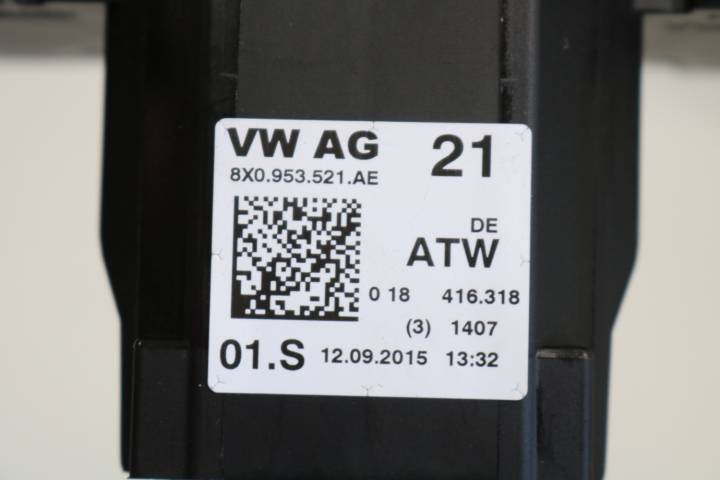 VW AG 21
8X0.953.521.AE
DE
ATW
0 18 416.318
(3) 1407
01.S 12.09.2015 13:32